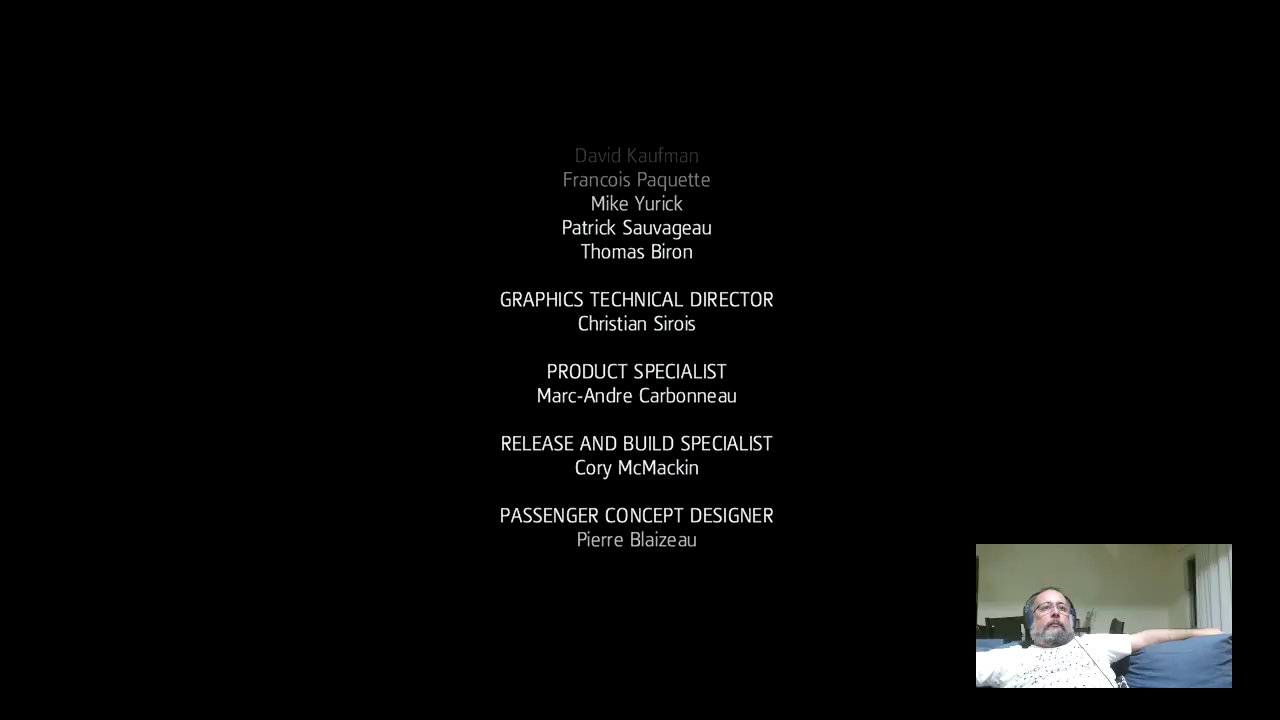 David Kaufman
Francois Paquette
Mike Yurick
Patrick Sauvageau
Thomas Biron
GRAPHICS TECHNICAL DIRECTOR
Christian Sirois
PRODUCT SPECIALIST
Marc-Andre Carbonneau
RELEASE AND BUILD SPECIALIST
Cory McMackin
PASSENGER CONCEPT DESIGNER
Pierre Blaizeau